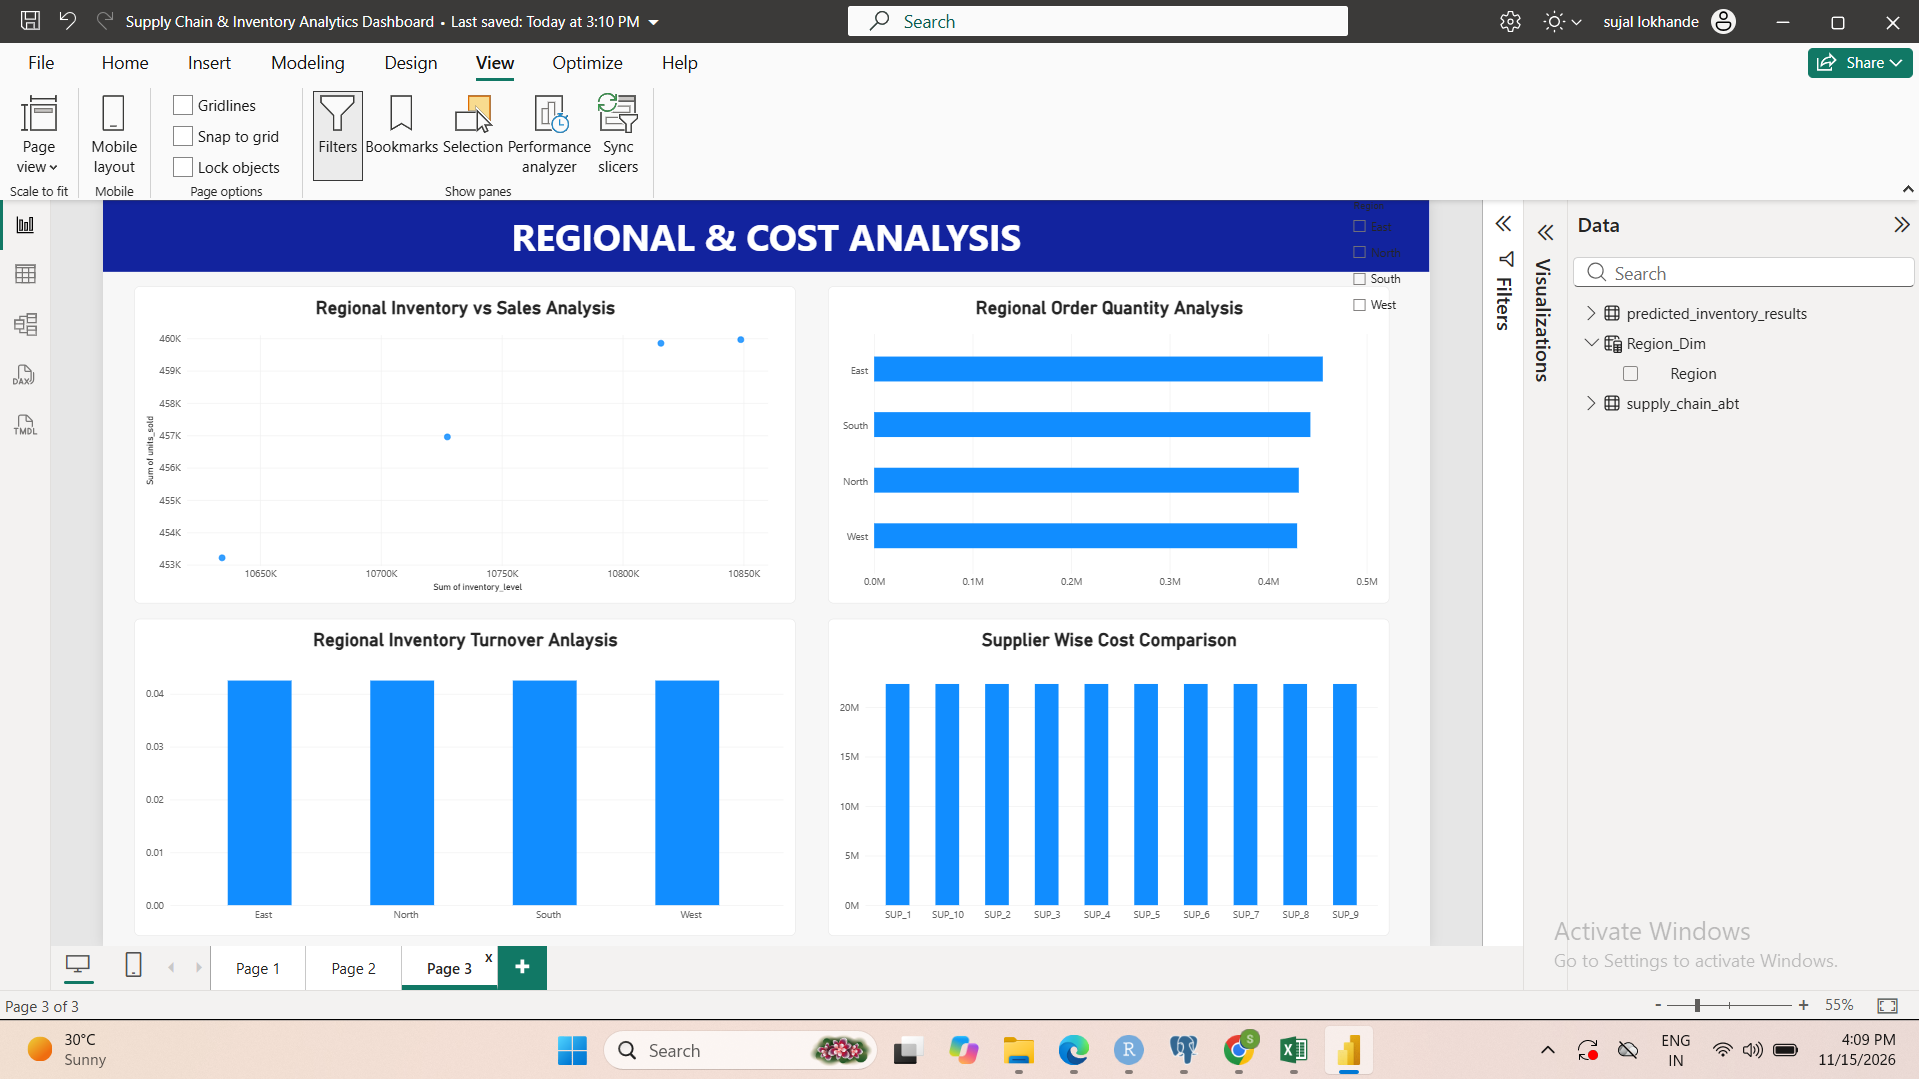 Supply Chain & Inventory Analytics Dashboard • Last saved: Today at 3:10 PM
Search
sujal lokhande
File Home Insert Modeling Design View Optimize Help
Share
Page view
Mobile layout
Gridlines
Snap to grid
Lock objects
Filters
Bookmarks
Selection
Performance analyzer
Sync slicers
Scale to fit
Mobile
Page options
Show panes
REGIONAL & COST ANALYSIS
Region
East
North
South
West
Regional Inventory vs Sales Analysis
Sum of units_sold
460K
459K
458K
457K
456K
455K
454K
453K
10650K 10700K 10750K 10800K 10850K
Sum of inventory_level
Regional Order Quantity Analysis
East
South
North
West
0.0M 0.1M 0.2M 0.3M 0.4M 0.5M
Regional Inventory Turnover Anlaysis
0.04
0.03
0.02
0.01
0.00
East North South West
Supplier Wise Cost Comparison
20M
15M
10M
5M
0M
SUP_1 SUP_10 SUP_2 SUP_3 SUP_4 SUP_5 SUP_6 SUP_7 SUP_8 SUP_9
Filters
Visualizations
Data
Search
predicted_inventory_results
Region_Dim
Region
supply_chain_abt
DAX
TMDL
Activate Windows
Go to Settings to activate Windows.
Page 1
Page 2
Page 3
x
+
Page 3 of 3
- + 55%
30°C
Sunny
Search
R
S
ENG
IN
4:09 PM
11/15/2026